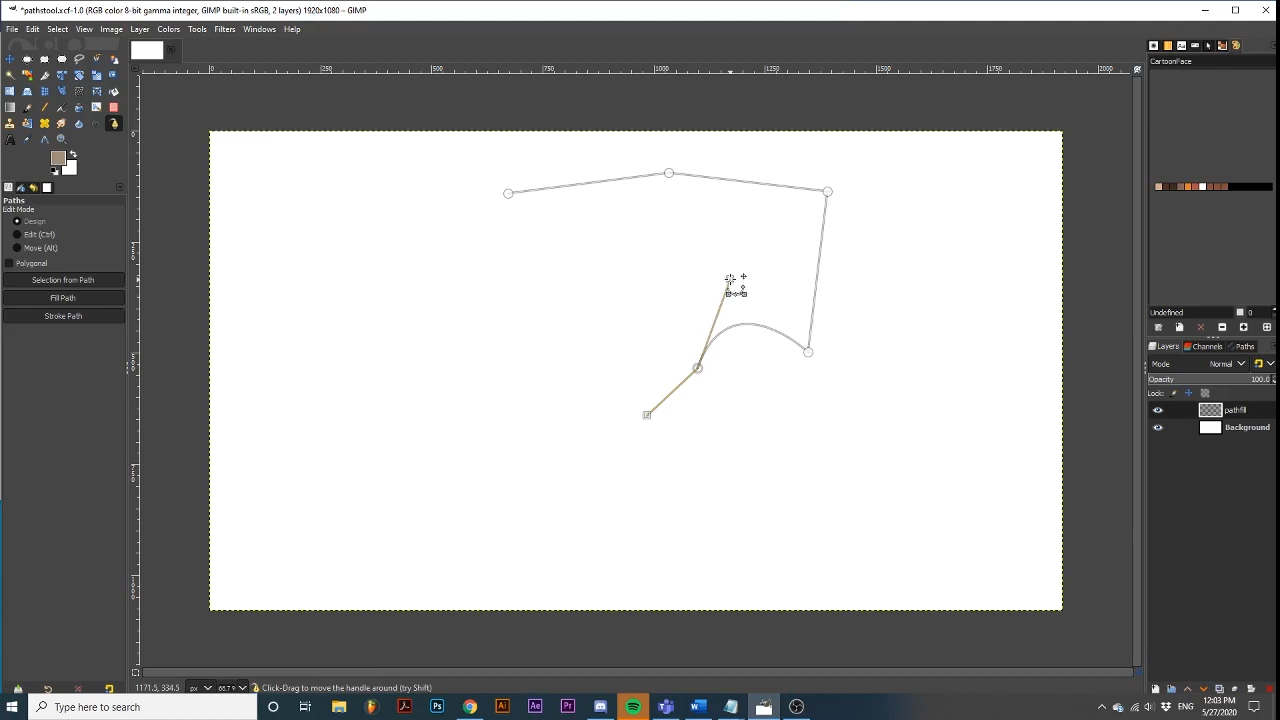 *pathstool.xcf-1.0 (RGB color 8-bit gamma integer, GIMP built-in sRGB, 2 layers) 1920x1080 – GIMP
File Edit Select View Image Layer Colors Tools Filters Windows Help
0 250 500 750 1000 1250 1500 1750 2000
CartoonFace
Paths
Edit Mode
Design
Edit (Ctrl)
Move (Alt)
Polygonal
Selection from Path
Fill Path
Stroke Path
Undefined 0
Layers Channels Paths
Mode Normal
Opacity 100.0
Lock:
pathfill
Background
px 66.7 Click-Drag to move the handle around (try Shift)
1171.5, 334.5
Type here to search
ENG
12:03 PM
5/27/2020